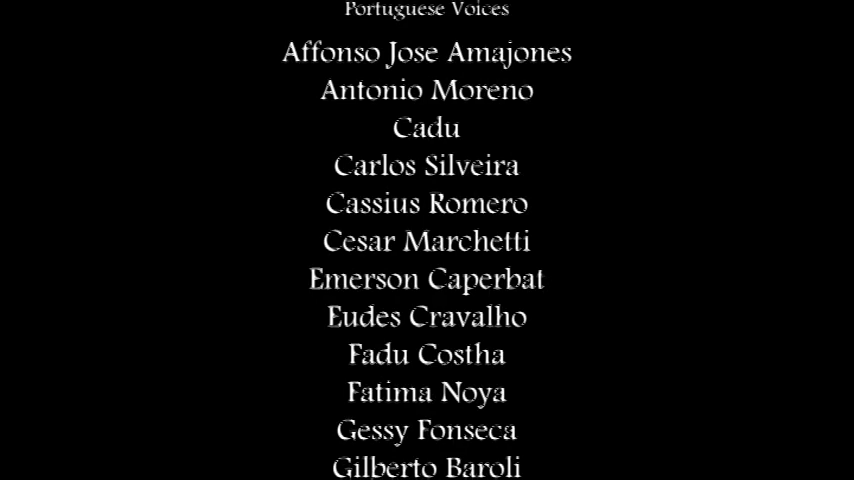 Portuguese Voices
Affonso Jose Amajones
Antonio Moreno
Cadu
Carlos Silveira
Cassius Romero
Cesar Marchetti
Emerson Caperbat
Eudes Cravalho
Fadu Costha
Fatima Noya
Gessy Fonseca
Gilberto Baroli